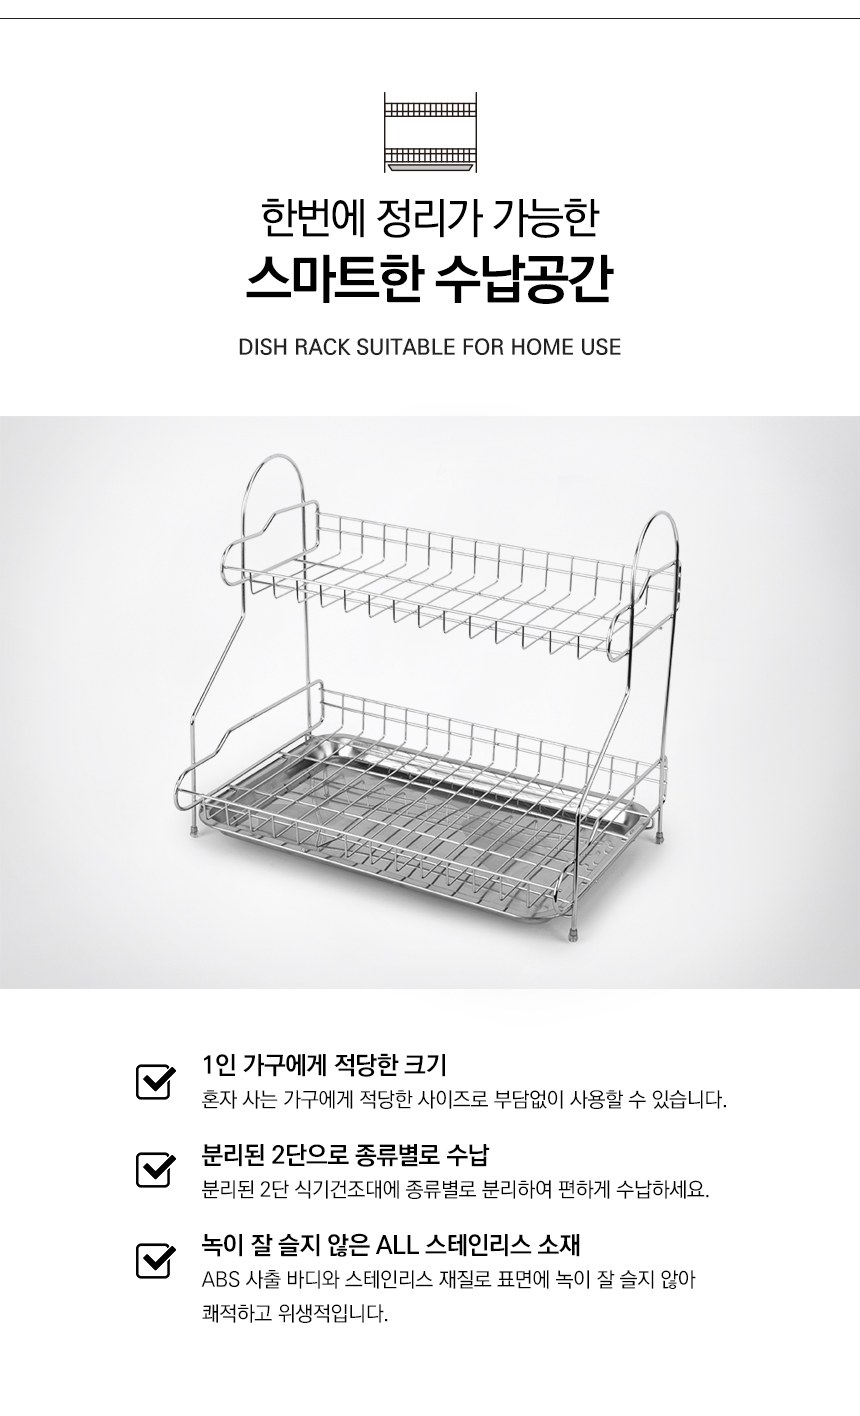 한번에 정리가 가능한
스마트한 수납공간
DISH RACK SUITABLE FOR HOME USE
1인 가구에게 적당한 크기
혼자 사는 가구에게 적당한 사이즈로 부담없이 사용할 수 있습니다.
분리된 2단으로 종류별로 수납
분리된 2단 식기건조대에 종류별로 분리하여 편하게 수납하세요.
녹이 잘 슬지 않은 ALL 스테인리스 소재
ABS 사출 바디와 스테인리스 재질로 표면에 녹이 잘 슬지 않아
쾌적하고 위생적입니다.